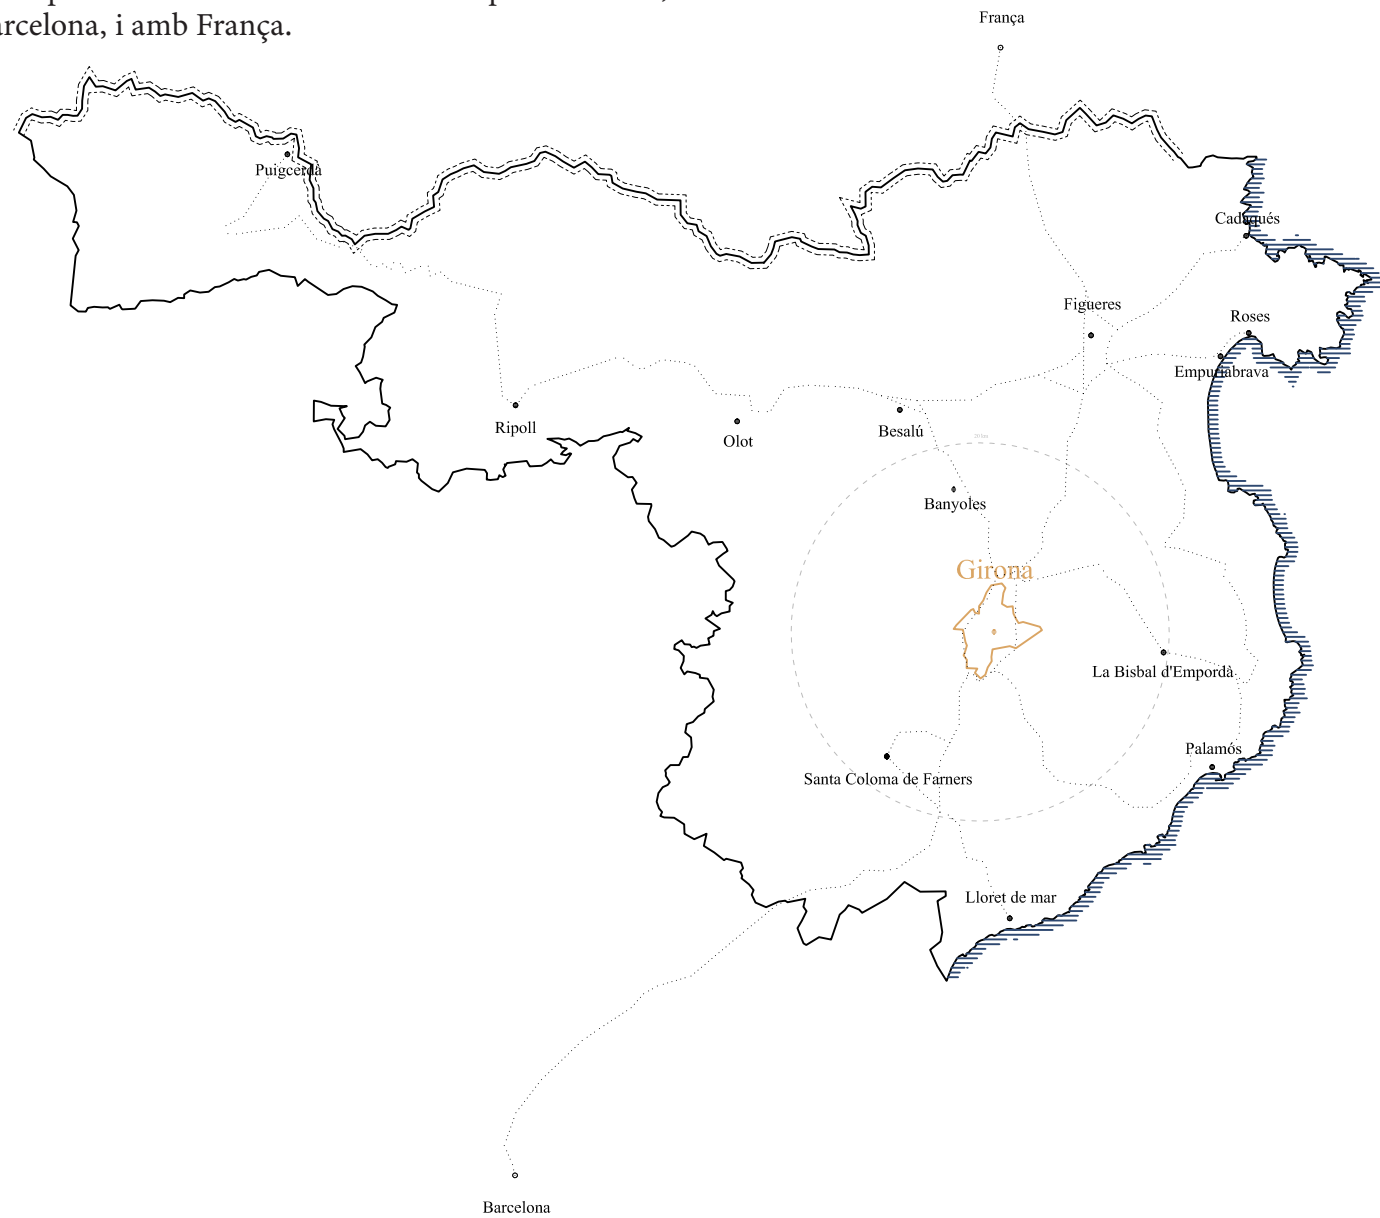 arcelona, i amb França.
França
Puigcerdà
Cadaqués
Figueres
Roses
Empuriabrava
Ripoll
Olot
Besalú
Banyoles
Girona
La Bisbal d'Empordà
Palamós
Santa Coloma de Farners
Lloret de mar
Barcelona